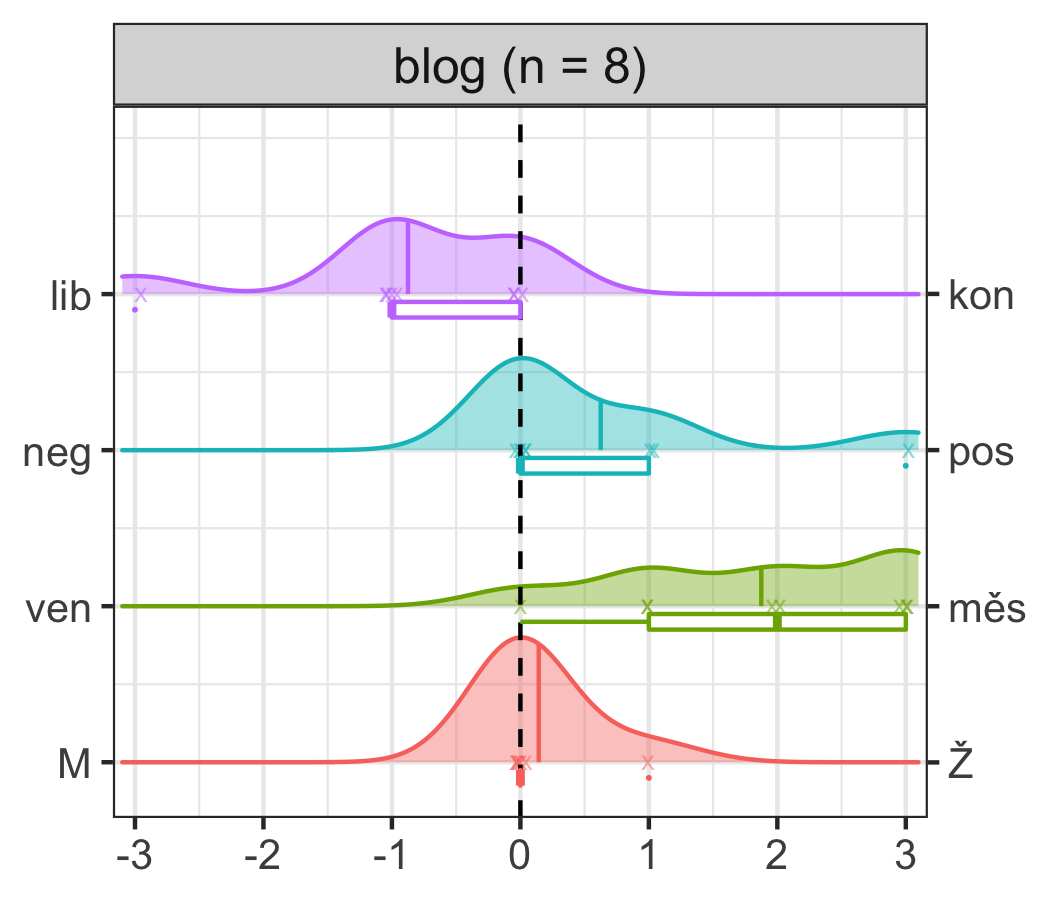 blog (n = 8)
lib kon
neg pos
ven měs
M Ž
-3 -2 -1 0 1 2 3